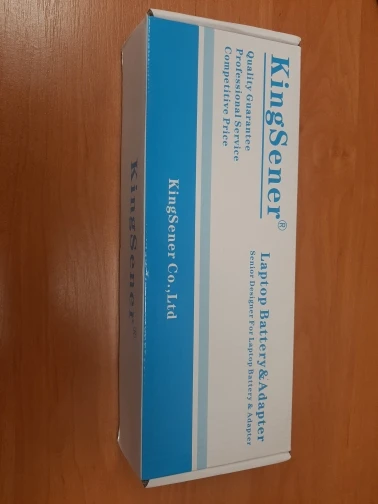 KingSener®
Quality Guarantee
Professional Service
Competitive Price
Laptop Battery&Adapter
Senior Designer For Laptop Battery & Adapter
KingSener Co.,Ltd
KingSener